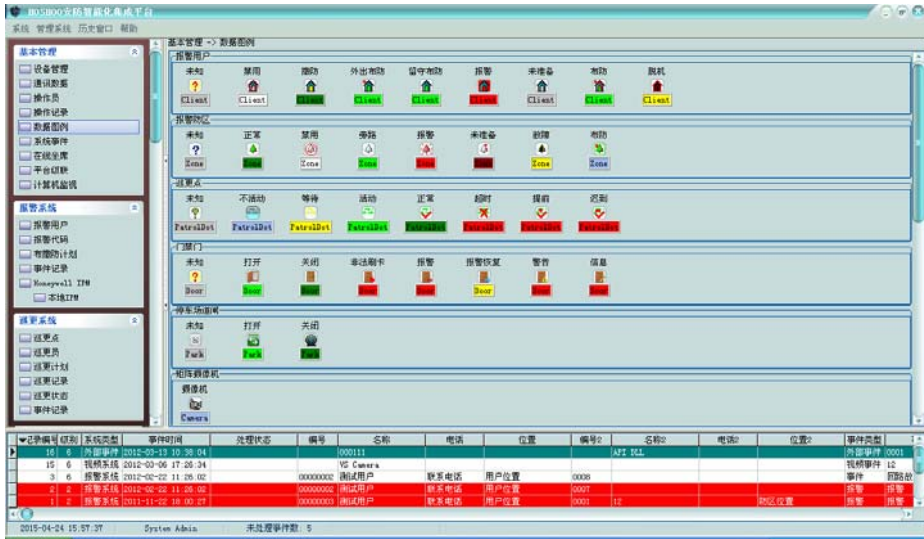 HOSHOO安防智能化集成平台
系统 管理系统 历史窗口 帮助
基本管理
设备管理
通讯数据
操作员
操作记录
数据图例
系统事件
在线坐席
平台级联
计算机监视
报警系统
报警用户
报警代码
布撤防计划
事件记录
Honeywell IPM
本地IPM
巡更系统
巡更点
巡更员
巡更计划
巡更记录
巡更状态
事件记录
基本管理 -> 数据图例
报警用户
未知 禁用 撤防 外出布防 留守布防 报警 未准备 布防 脱机
Client Client Client Client Client Client Client Client Client
报警防区
未知 正常 禁用 旁路 报警 未准备 故障 布防
Zone Zone Zone Zone Zone Zone Zone Zone
巡更点
未知 不活动 等待 活动 正常 超时 提前 迟到
PatrolDot PatrolDot PatrolDot PatrolDot PatrolDot PatrolDot PatrolDot PatrolDot
门禁门
未知 打开 关闭 非法刷卡 报警 报警恢复 警告 信息
Door Door Door Door Door Door Door Door
停车场道闸
未知 打开 关闭
Park Park Park
矩阵摄像机
摄像机
Camera
记录编号 级别 系统类型 事件时间 处理状态 编号 名称 电话 位置 编号2 名称2 电话2 位置2 事件类型
16 6 外部事件 2012-03-13 10:38:04 000111 API DLL 外部事件 0001
15 6 视频系统 2012-03-06 17:26:34 VS Camera 视频事件 12
3 6 报警系统 2012-02-22 11:26:02 00000002 测试用户 联系电话 用户位置 0008 事件 回路故
2 2 报警系统 2012-02-22 11:26:02 00000002 测试用户 联系电话 用户位置 0007 报警 报警
1 2 报警系统 2011-11-22 18:00:27 00000003 测试用户 联系电话 用户位置 0001 12 防区位置 报警 报警
2015-04-24 15:57:37 System Admin 未处理事件数: 5